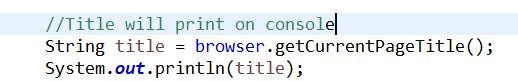 //Title will print on console
String title = browser.getCurrentPageTitle();
System.out.println(title);